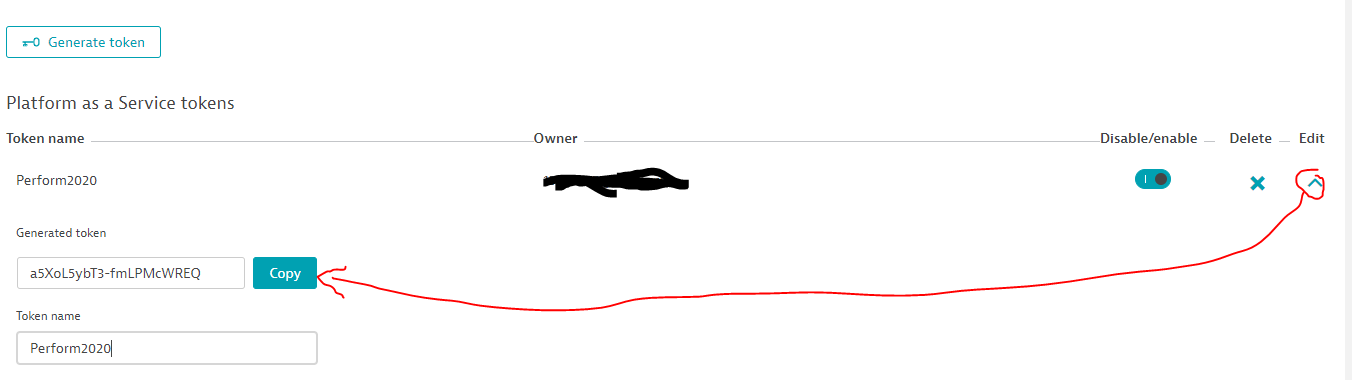 Generate token
Platform as a Service tokens
Token name Owner Disable/enable Delete Edit
Perform2020
Generated token
a5XoL5ybT3-fmLPMcWREQ Copy
Token name
Perform2020